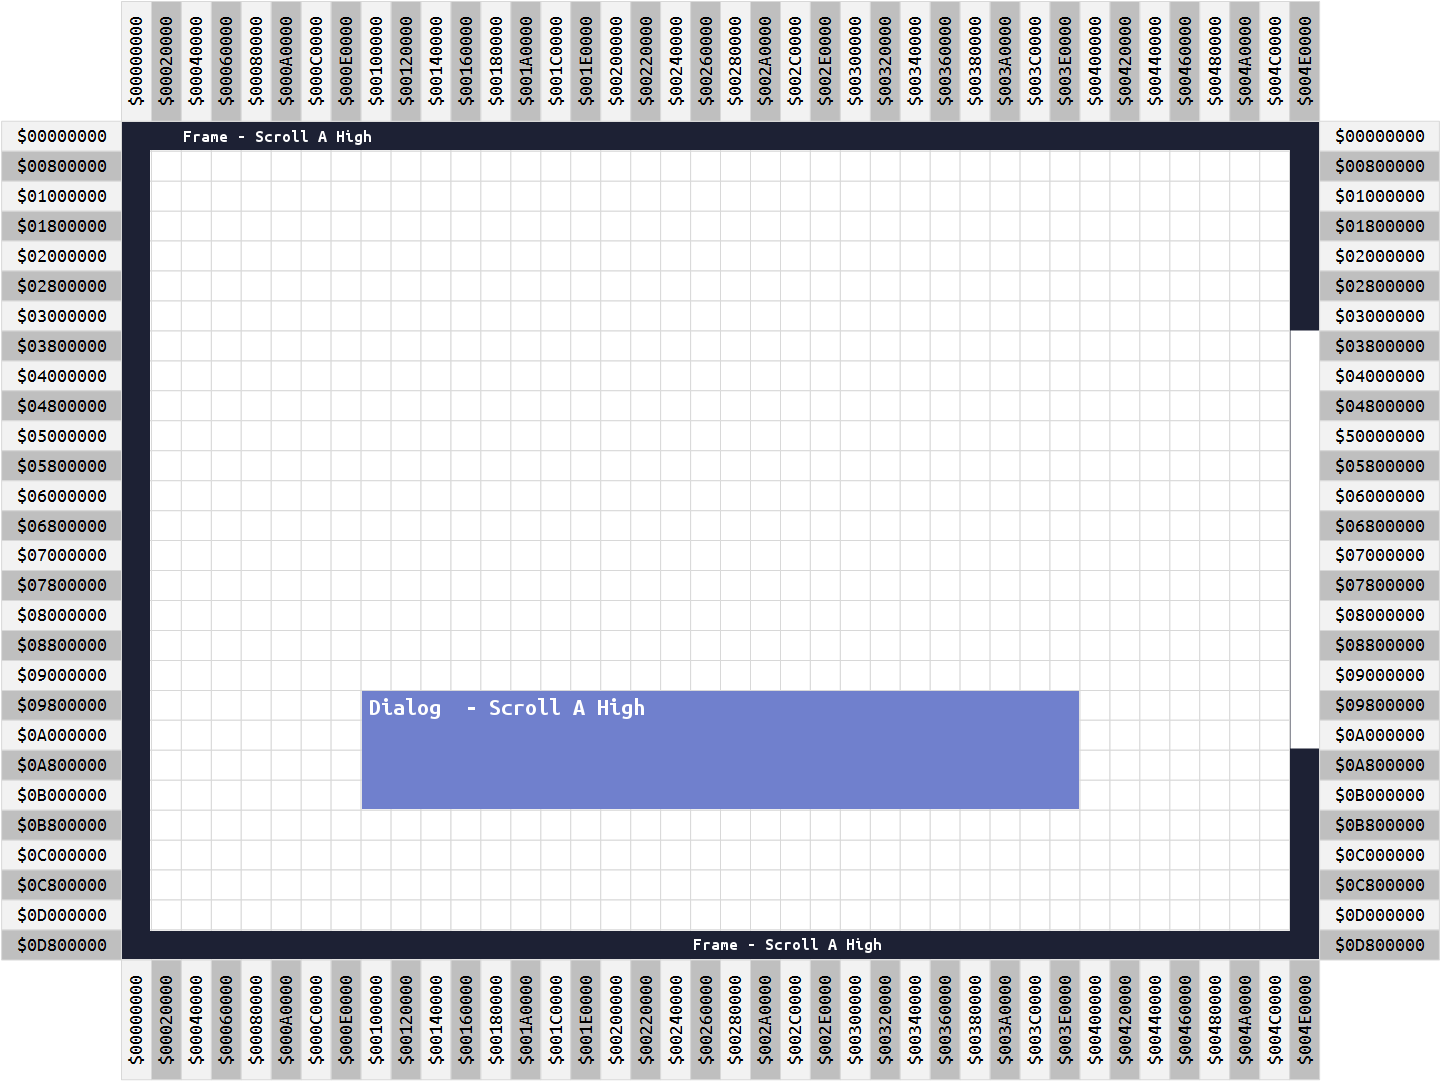 $00000000 $00020000 $00040000 $00060000 $00080000 $000A0000 $000C0000 $000E0000 $00100000 $00120000 $00140000 $00160000 $00180000 $001A0000 $001C0000 $001E0000 $00200000 $00220000 $00240000 $00260000 $00280000 $002A0000 $002C0000 $002E0000 $00300000 $00320000 $00340000 $00360000 $00380000 $003A0000 $003C0000 $003E0000 $00400000 $00420000 $00440000 $00460000 $00480000 $004A0000 $004C0000 $004E0000
$00000000 Frame - Scroll A High $00000000
$00800000 $00800000
$01000000 $01000000
$01800000 $01800000
$02000000 $02000000
$02800000 $02800000
$03000000 $03000000
$03800000 $03800000
$04000000 $04000000
$04800000 $04800000
$05000000 $50000000
$05800000 $05800000
$06000000 $06000000
$06800000 $06800000
$07000000 $07000000
$07800000 $07800000
$08000000 $08000000
$08800000 $08800000
$09000000 $09000000
$09800000 Dialog  - Scroll A High $09800000
$0A000000 $0A000000
$0A800000 $0A800000
$0B000000 $0B000000
$0B800000 $0B800000
$0C000000 $0C000000
$0C800000 $0C800000
$0D000000 $0D000000
$0D800000 Frame - Scroll A High $0D800000
$00000000 $00020000 $00040000 $00060000 $00080000 $000A0000 $000C0000 $000E0000 $00100000 $00120000 $00140000 $00160000 $00180000 $001A0000 $001C0000 $001E0000 $00200000 $00220000 $00240000 $00260000 $00280000 $002A0000 $002C0000 $002E0000 $00300000 $00320000 $00340000 $00360000 $00380000 $003A0000 $003C0000 $003E0000 $00400000 $00420000 $00440000 $00460000 $00480000 $004A0000 $004C0000 $004E0000